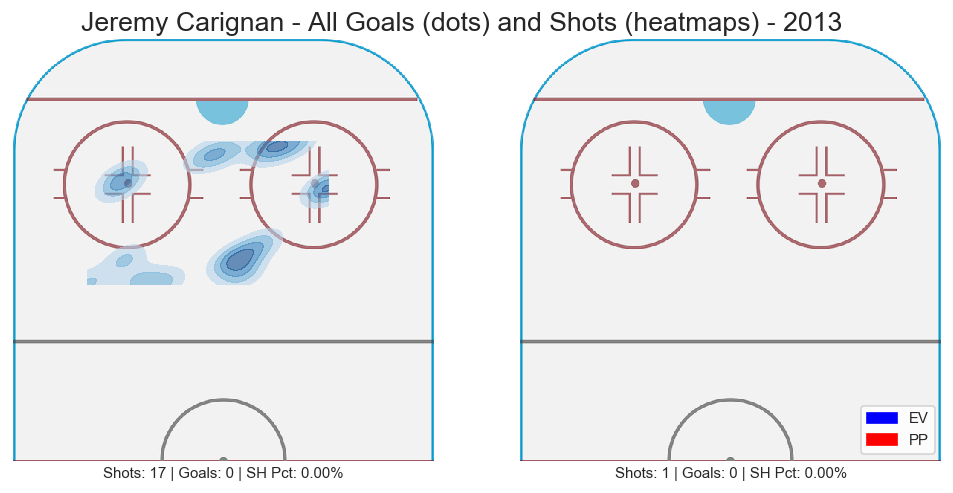 Jeremy Carignan - All Goals (dots) and Shots (heatmaps) - 2013
EV
PP
Shots: 17 | Goals: 0 | SH Pct: 0.00%
Shots: 1 | Goals: 0 | SH Pct: 0.00%